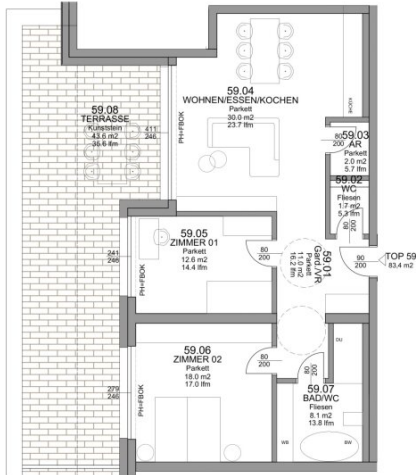 59.04
WOHNEN/ESSEN/KOCHEN
Parkett
30.0 m2
23.7 lfm
PH=FBOK
KÜCHE
59.08
TERRASSE
Kunststein
43.6 m2
35.6 lfm
411
246
80
200
59.03
AR
Parkett
2.0 m2
5.7 lfm
59.02
WC
Fliesen
1.7 m2
5.3 lfm
80
200
59.05
ZIMMER 01
Parkett
12.6 m2
14.4 lfm
241
246
PH=FBOK
80
200
59.01
Gard./VR
Parkett
11.0 m2
16.2 lfm
90
200
TOP 59
83,4 m2
59.06
ZIMMER 02
Parkett
18.0 m2
17.0 lfm
279
246
PH=FBOK
80
200
DU
80
200
59.07
BAD/WC
Fliesen
8.1 m2
13.8 lfm
WB
BW